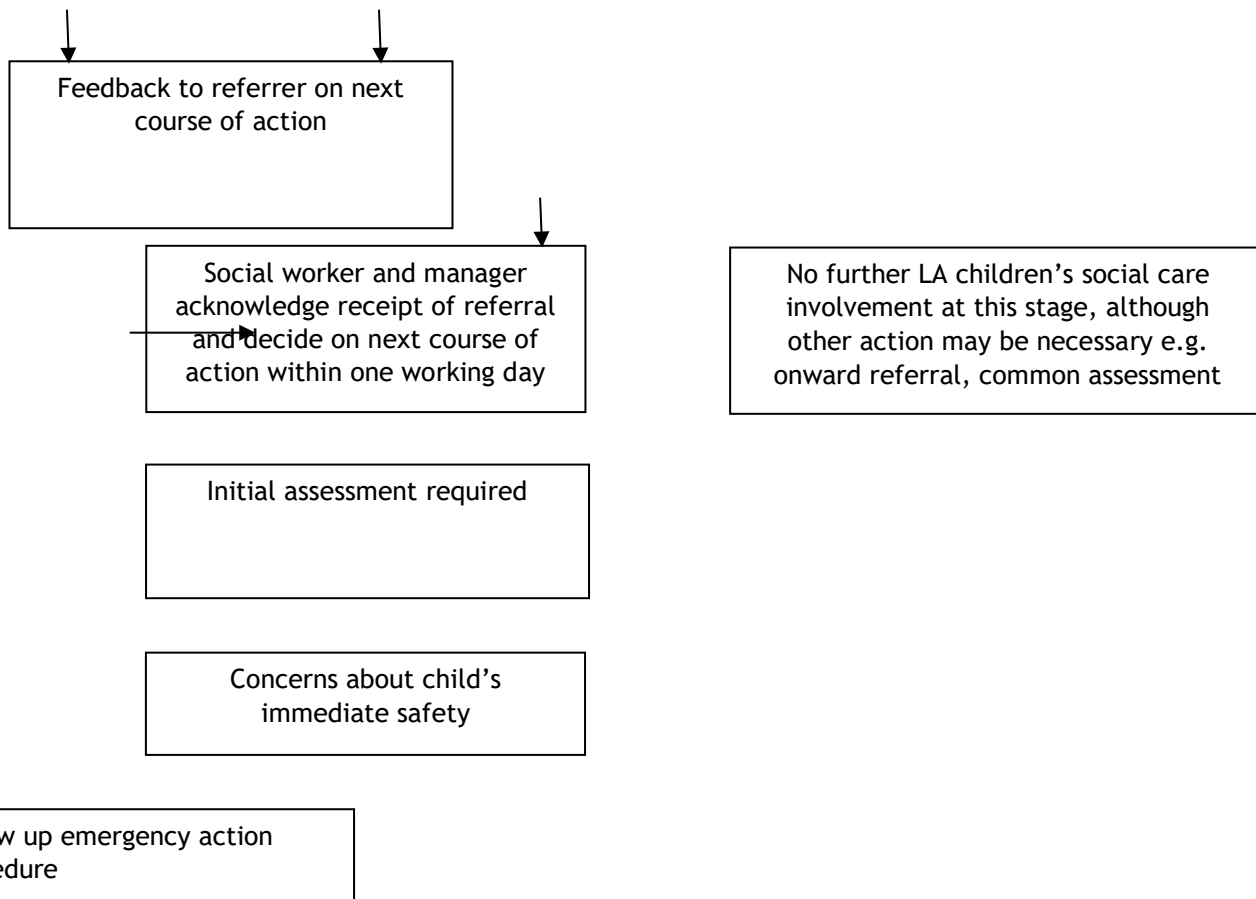 Feedback to referrer on next
course of action
Social worker and manager
acknowledge receipt of referral
and decide on next course of
action within one working day
No further LA children’s social care
involvement at this stage, although
other action may be necessary e.g.
onward referral, common assessment
Initial assessment required
Concerns about child’s
immediate safety
up emergency action